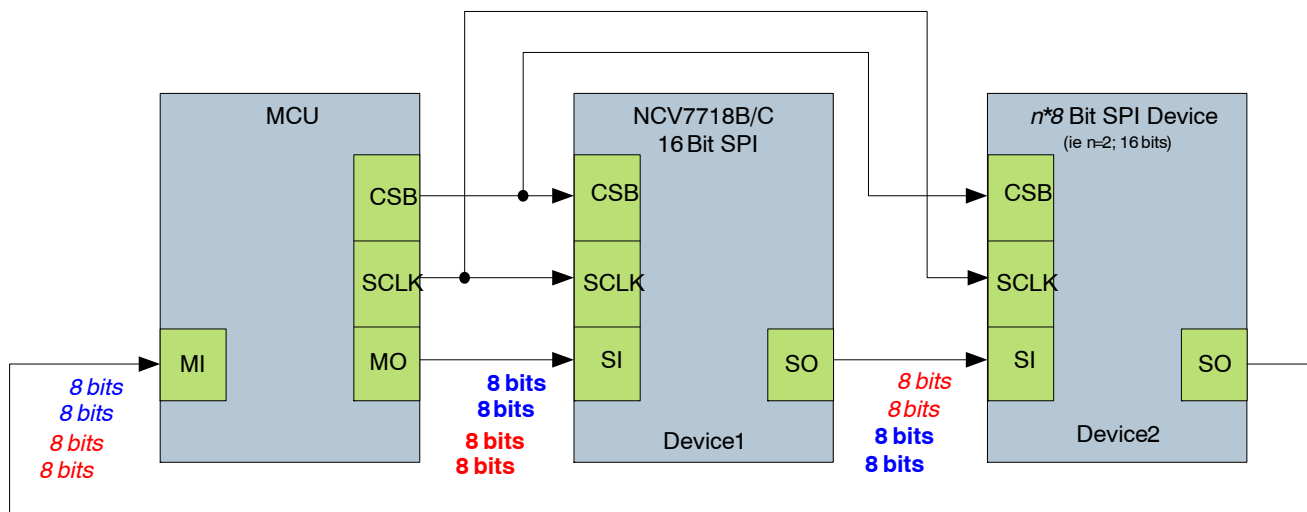 MCU
CSB
SCLK
MI
MO
8 bits
8 bits
8 bits
8 bits
8 bits
8 bits
8 bits
8 bits
NCV7718B/C
16 Bit SPI
CSB
SCLK
SI
SO
Device1
8 bits
8 bits
8 bits
8 bits
n*8 Bit SPI Device
(ie n=2; 16 bits)
CSB
SCLK
SI
SO
Device2